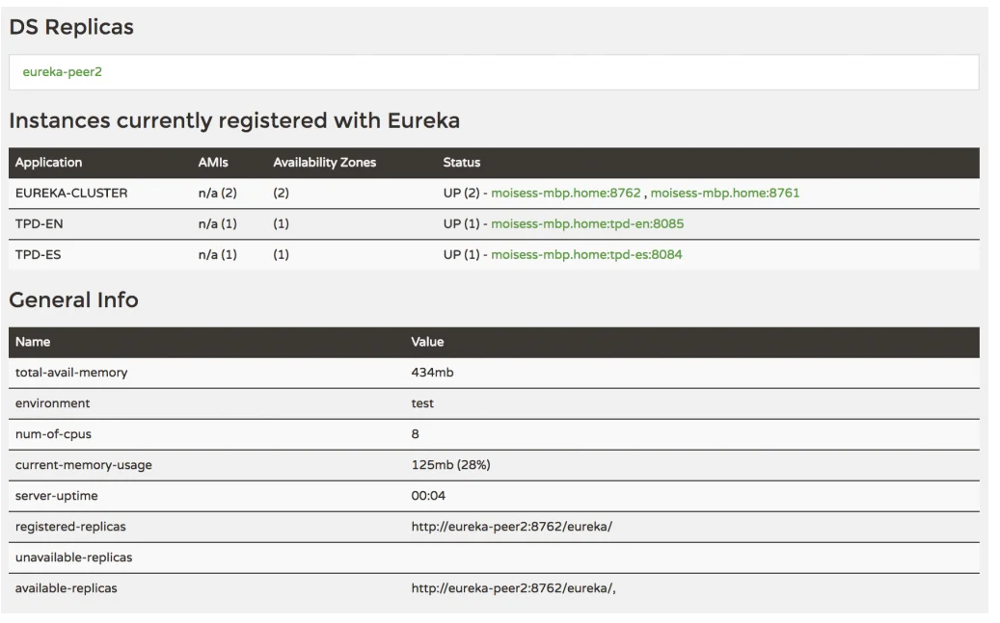 DS Replicas
eureka-peer2
Instances currently registered with Eureka
Application AMIs Availability Zones Status
EUREKA-CLUSTER n/a (2) (2) UP (2) - moisess-mbp.home:8762 , moisess-mbp.home:8761
TPD-EN n/a (1) (1) UP (1) - moisess-mbp.home:tpd-en:8085
TPD-ES n/a (1) (1) UP (1) - moisess-mbp.home:tpd-es:8084
General Info
Name Value
total-avail-memory 434mb
environment test
num-of-cpus 8
current-memory-usage 125mb (28%)
server-uptime 00:04
registered-replicas http://eureka-peer2:8762/eureka/
unavailable-replicas
available-replicas http://eureka-peer2:8762/eureka/,